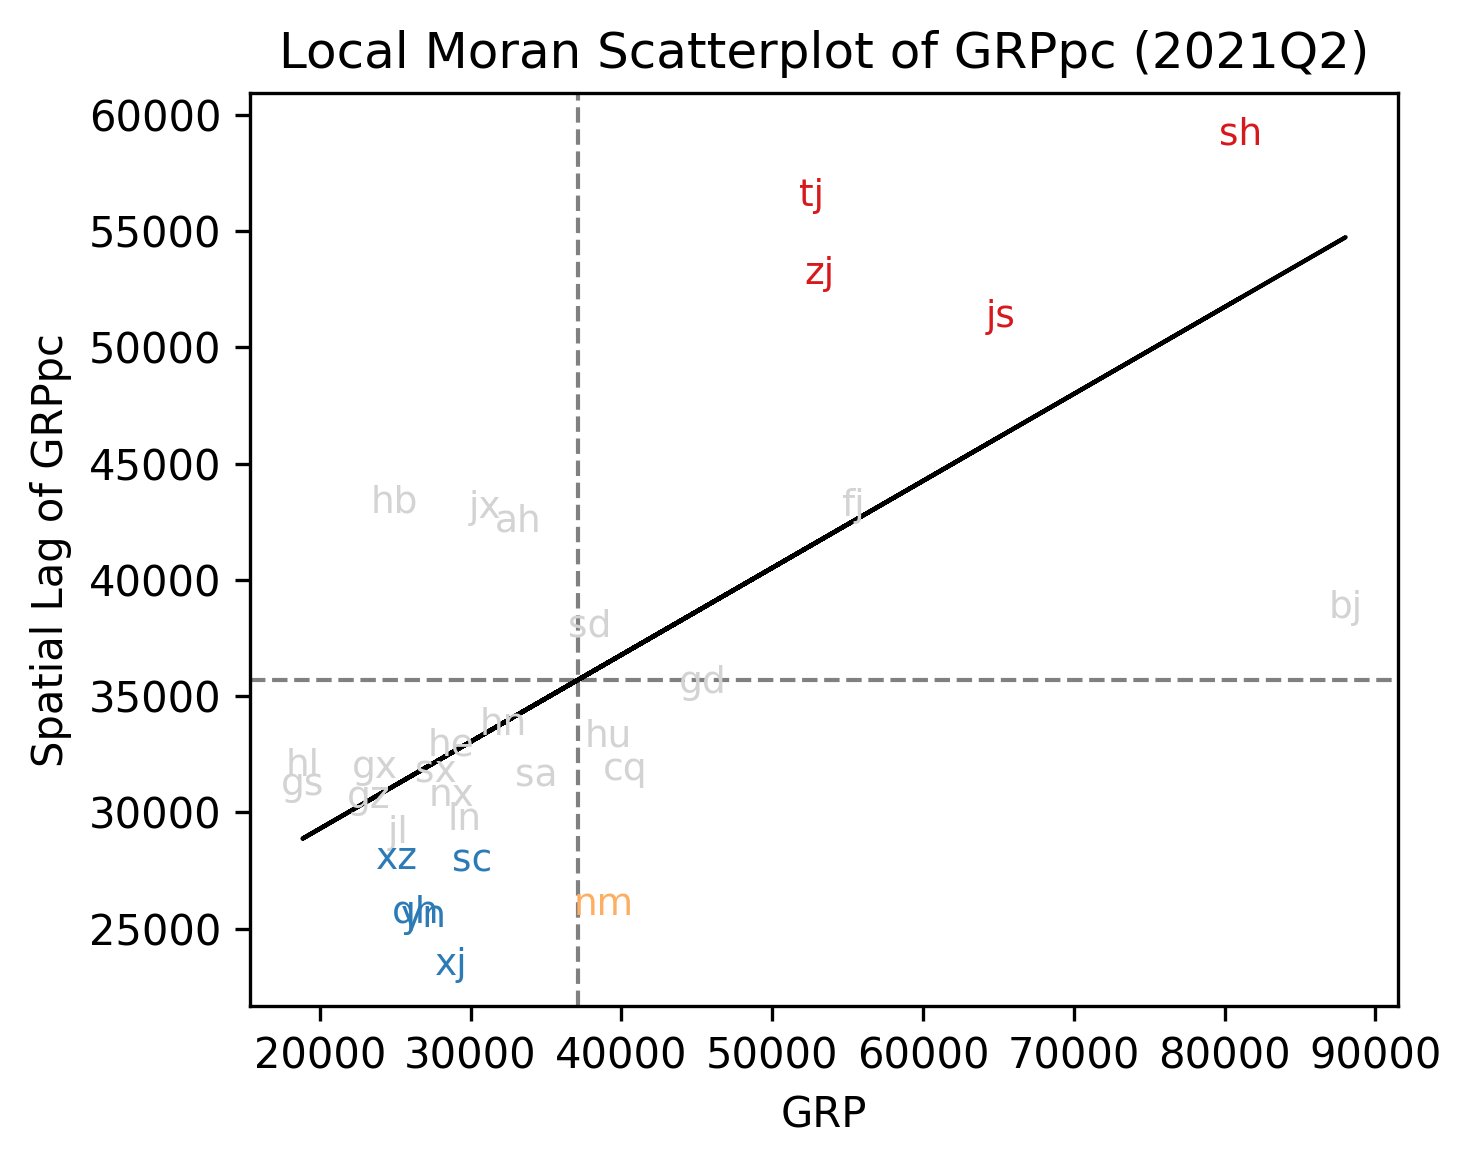 Local Moran Scatterplot of GRPpc (2021Q2)
60000
55000
50000
45000
40000
35000
30000
25000
Spatial Lag of GRPpc
sh
tj
zj
js
hb
jx
ah
fj
bj
sd
gd
hn
hu
he
hl
gx
sx
sa
cq
gs
gz
nx
ln
jl
xz
sc
qh
yn
nm
xj
20000 30000 40000 50000 60000 70000 80000 90000
GRP